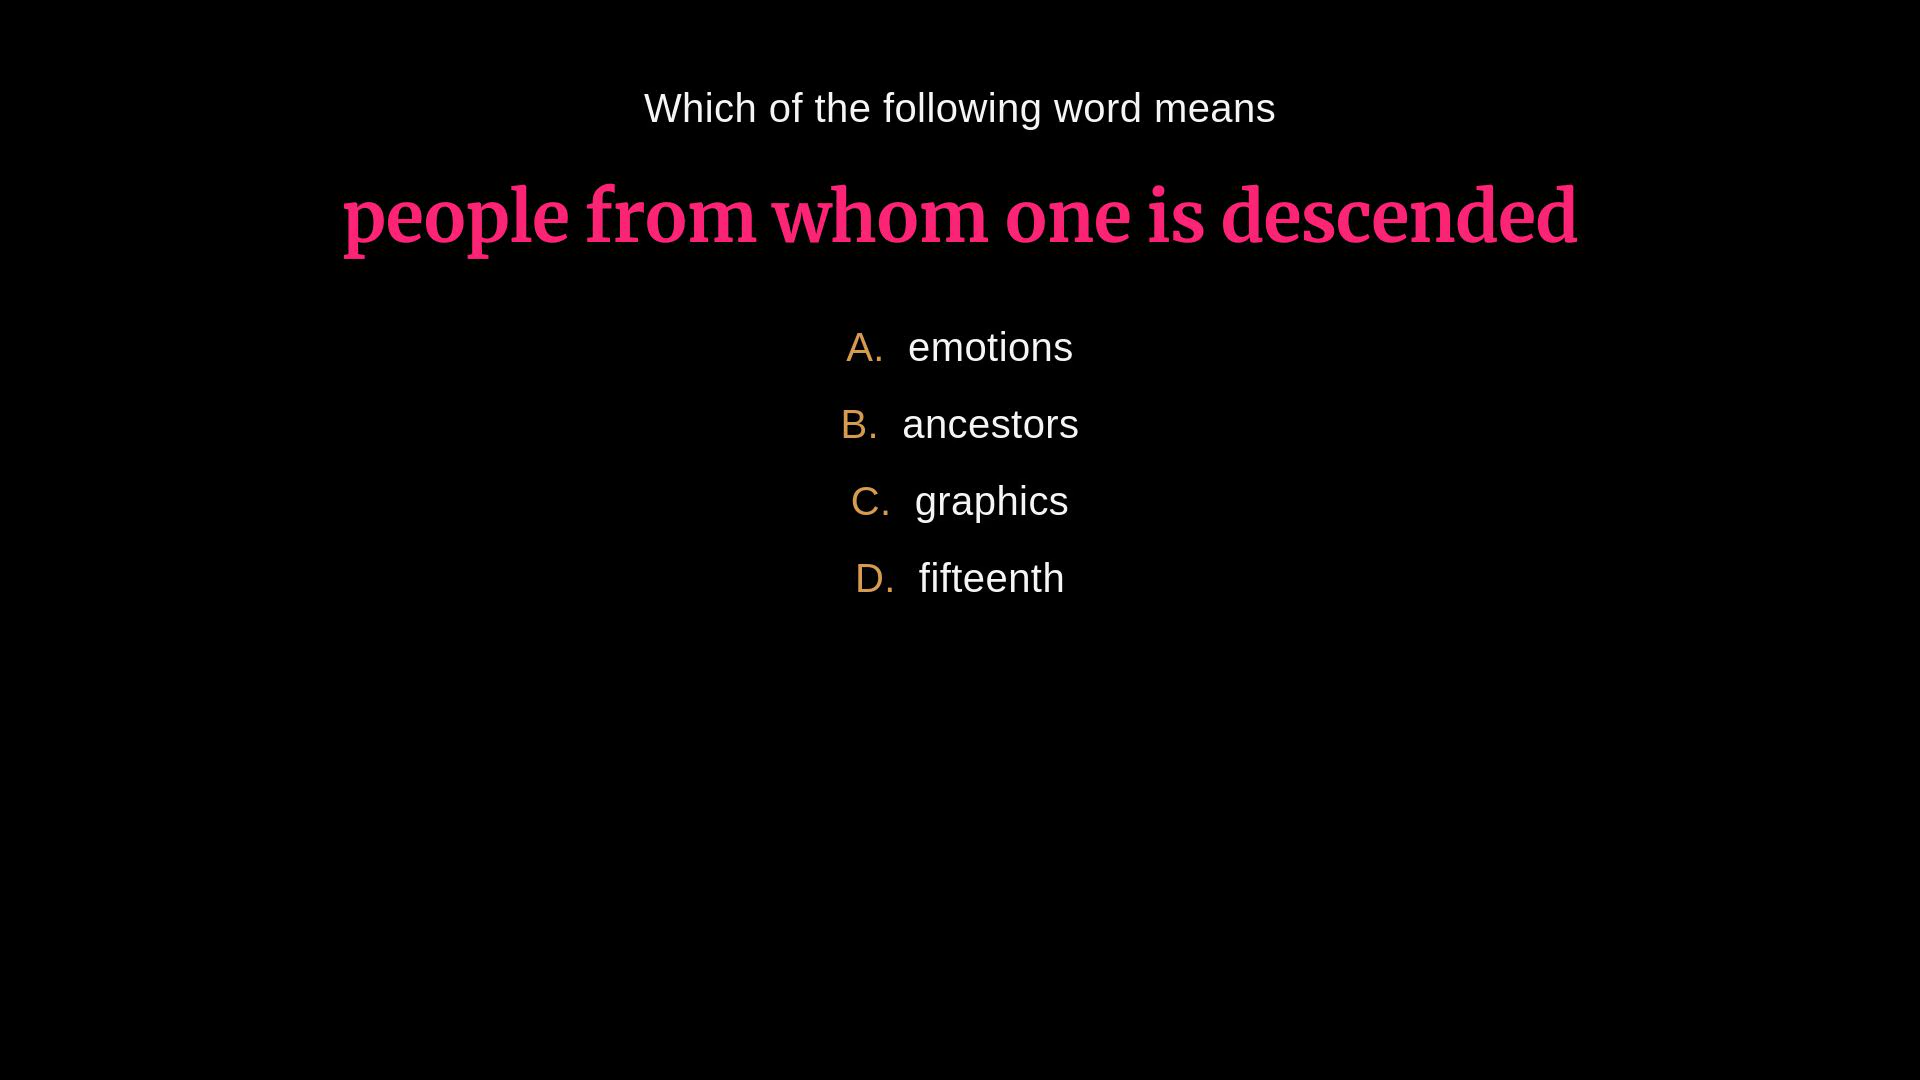 Which of the following word means
people from whom one is descended
A. emotions
B. ancestors
C. graphics
D. fifteenth